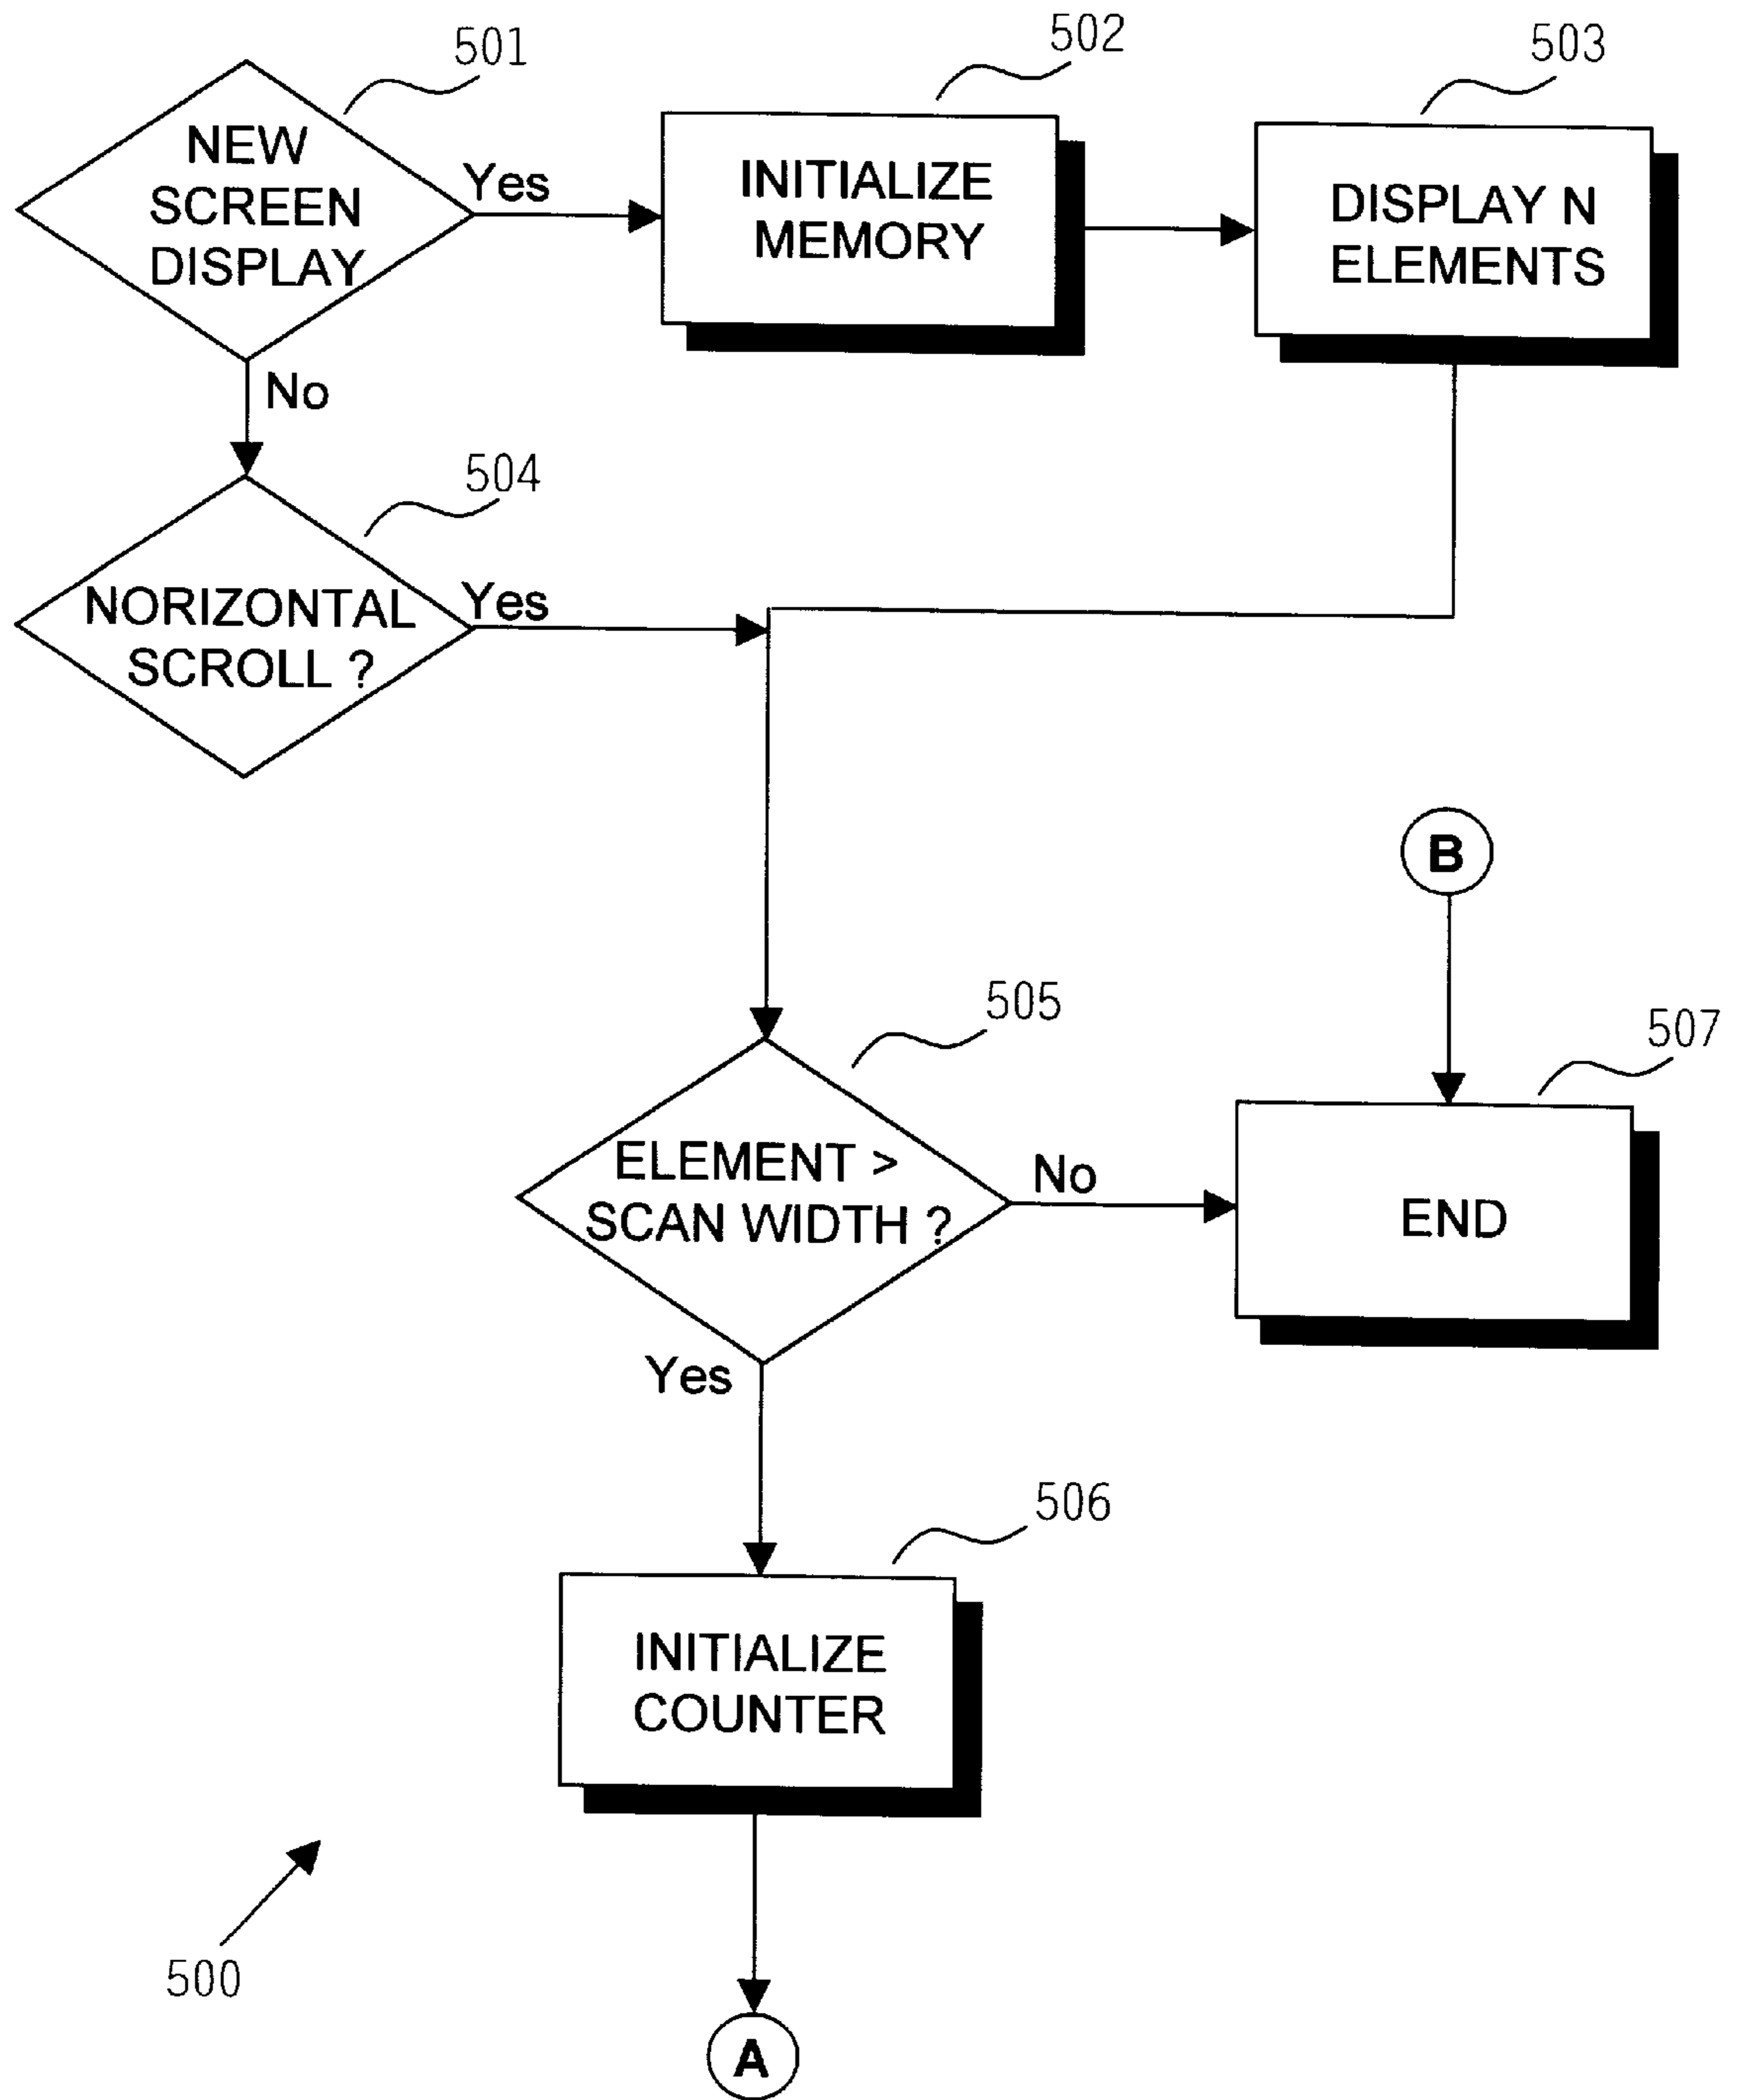 501
NEW
SCREEN
DISPLAY
Yes
502
INITIALIZE
MEMORY
503
DISPLAY N
ELEMENTS
No
504
NORIZONTAL
SCROLL ?
Yes
B
505
ELEMENT >
SCAN WIDTH ?
No
507
END
Yes
506
INITIALIZE
COUNTER
500
A